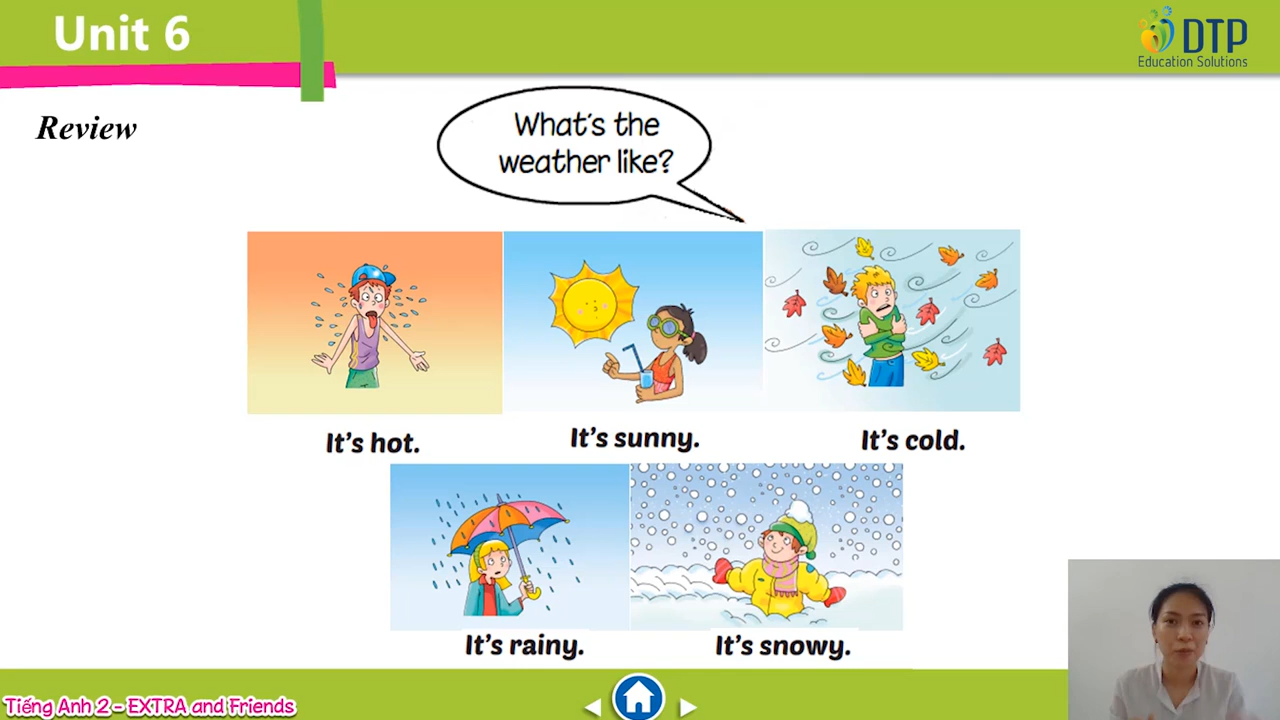 Unit 6
DTP
Education Solutions
Review
What's the
weather like?
It's hot.
It's sunny.
It's cold.
It's rainy.
It's snowy.
Tiếng Anh 2 - EXTRA and Friends